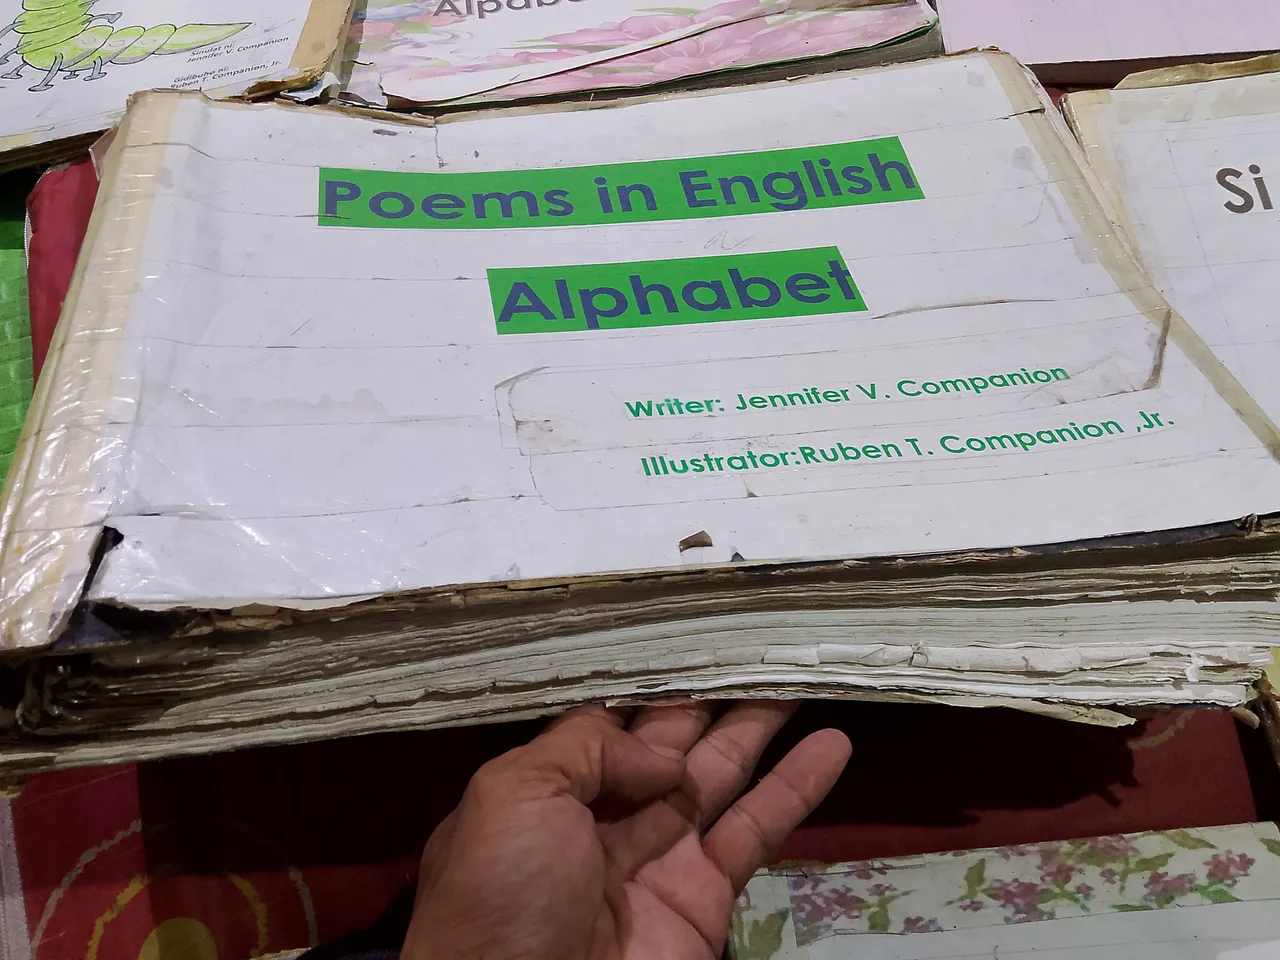 Sinulat ni:
Jennifer V. Companion
Gidibuho ni:
Ruben T. Companion, Jr.
Poems in English
Alphabet
Writer: Jennifer V. Companion
Illustrator:Ruben T. Companion ,Jr.
Si